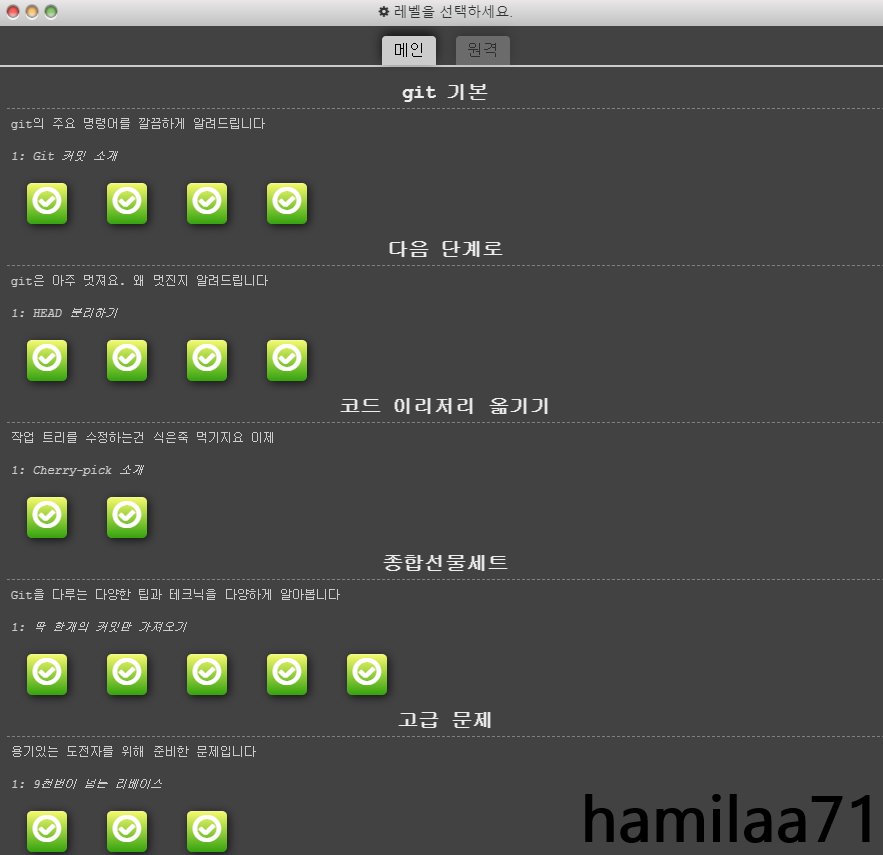 레벨을 선택하세요.
메인
원격
git 기본
git의 주요 명령어를 깔끔하게 알려드립니다
1: Git 커밋 소개
다음 단계로
git은 아주 멋져요. 왜 멋진지 알려드립니다
1: HEAD 분리하기
코드 이리저리 옮기기
작업 트리를 수정하는건 식은죽 먹기지요 이제
1: Cherry-pick 소개
종합선물세트
Git을 다루는 다양한 팁과 테크닉을 다양하게 알아봅니다
1: 딱 한개의 커밋만 가져오기
고급 문제
용기있는 도전자를 위해 준비한 문제입니다
1: 9천번이 넘는 리베이스
hamilaa71